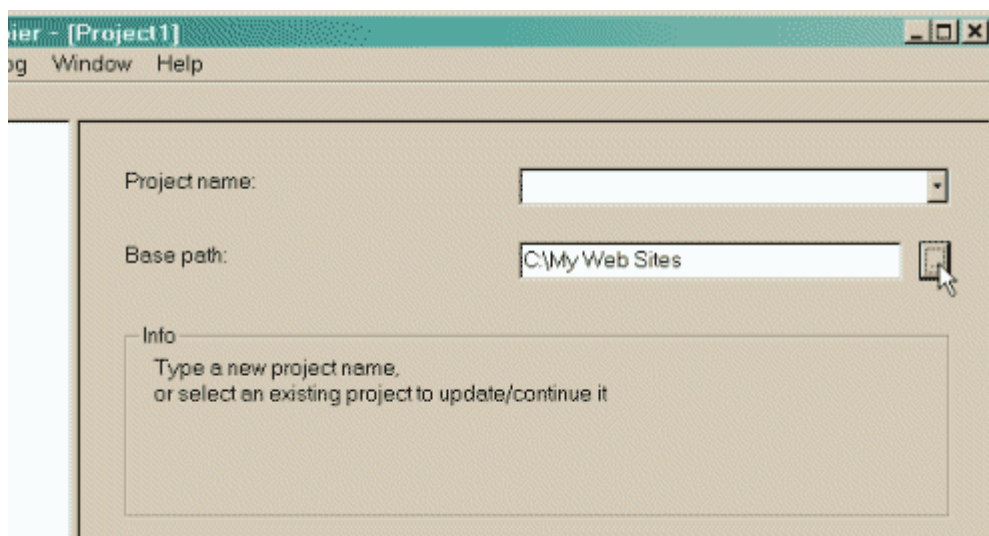 pier - [Project1]
og Window Help
Project name:
Base path:
C:\My Web Sites
Info
Type a new project name,
or select an existing project to update/continue it